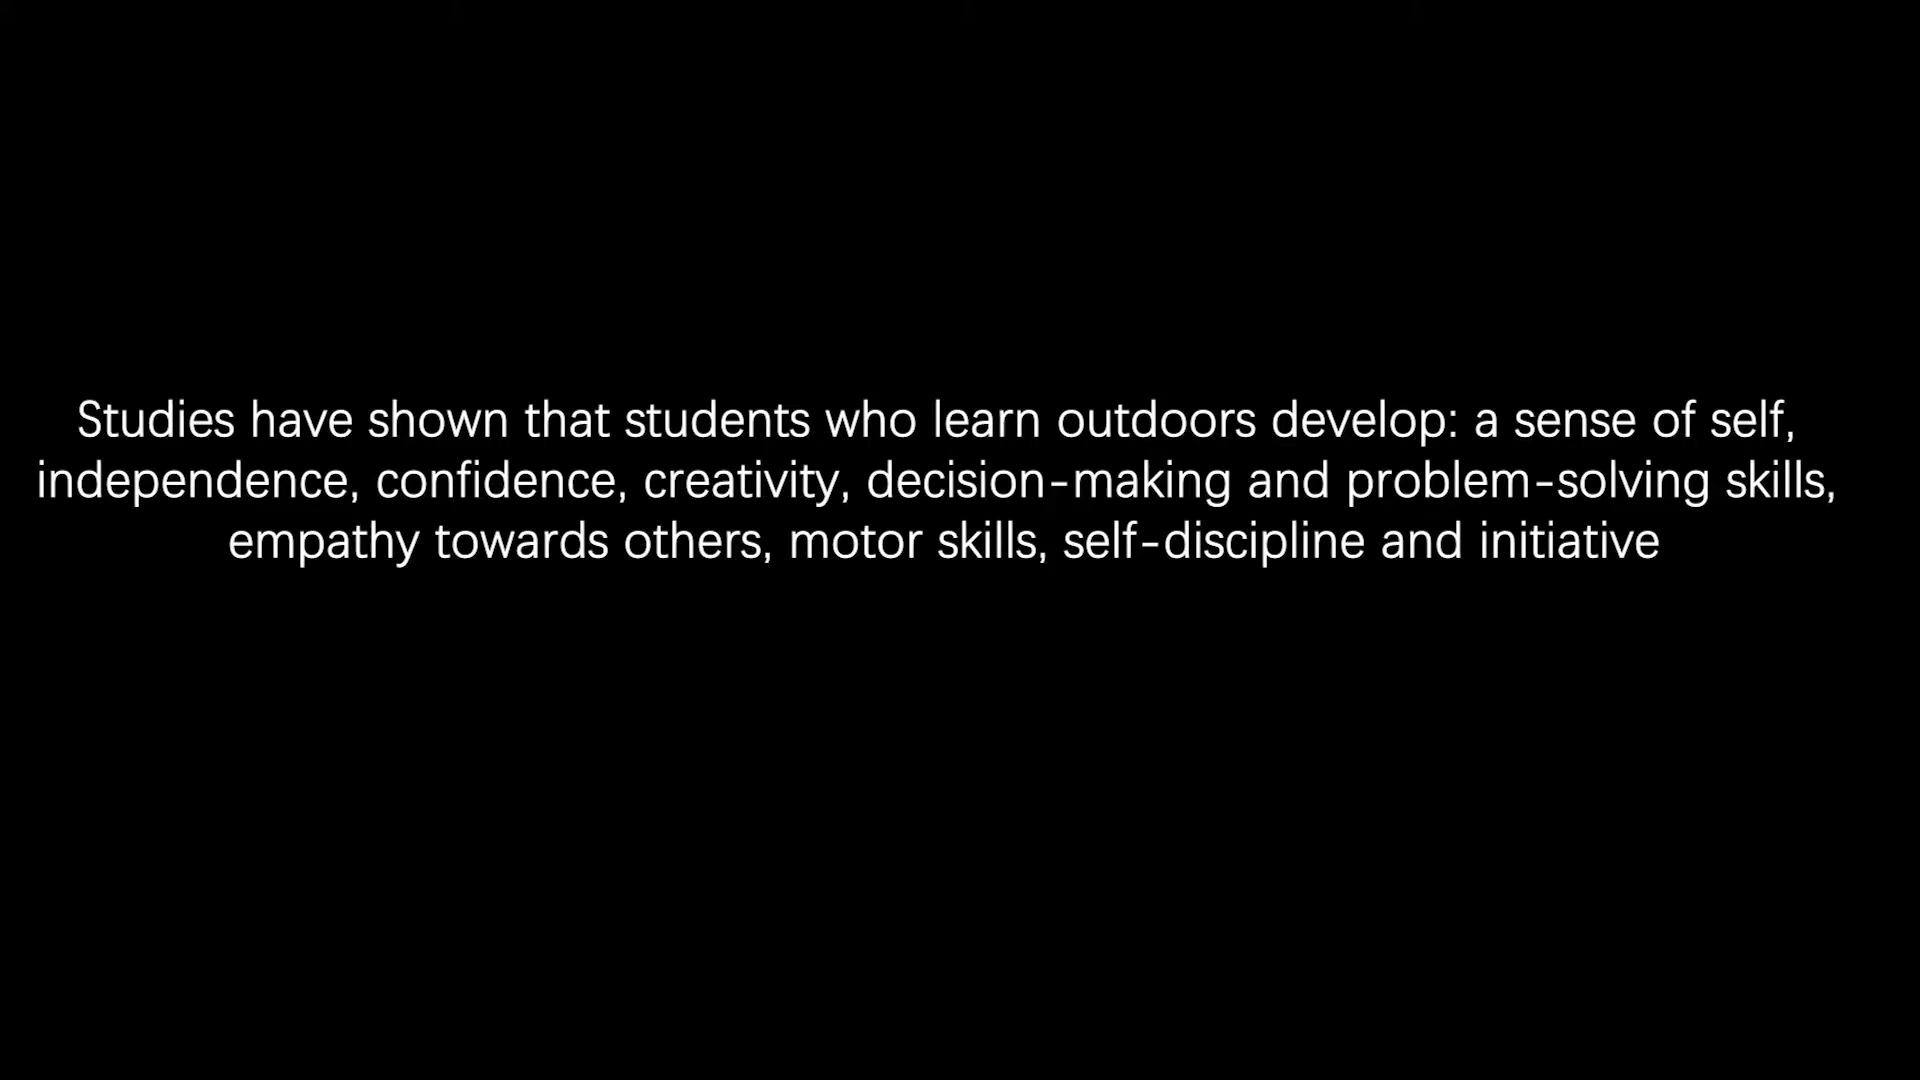 Studies have shown that students who learn outdoors develop: a sense of self,
independence, confidence, creativity, decision-making and problem-solving skills,
empathy towards others, motor skills, self-discipline and initiative